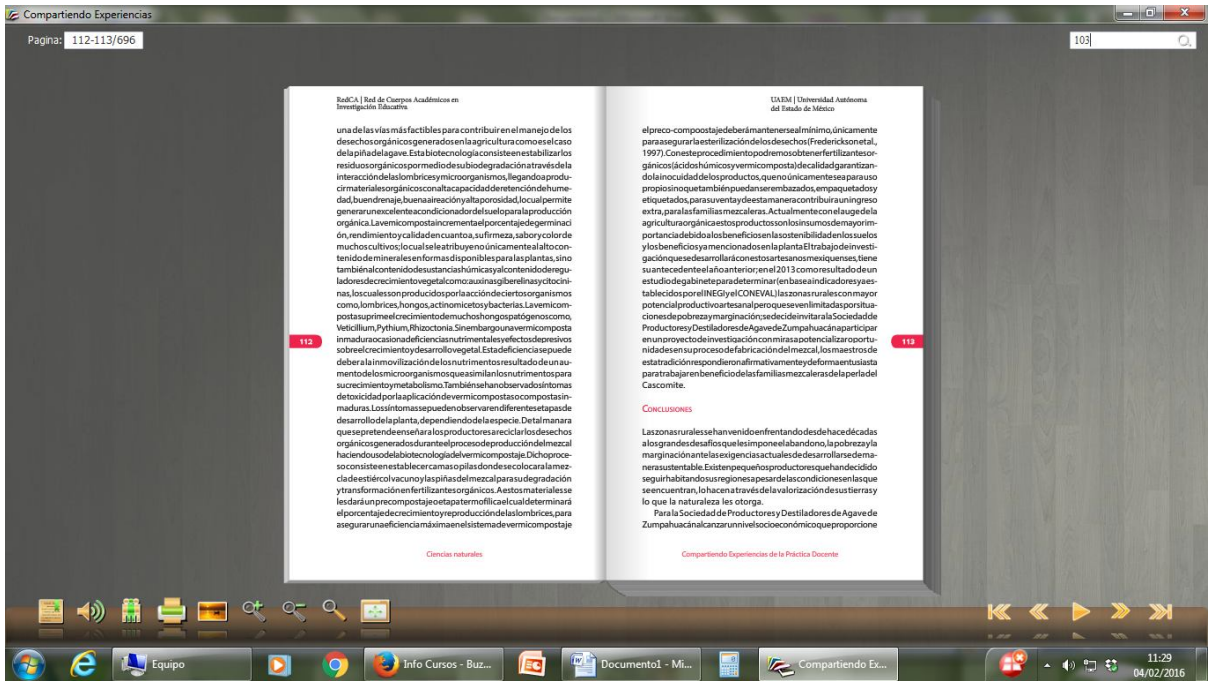 Compartiendo Experiencias
Pagina: 112-113/696
103
RedCA | Red de Cuerpos Académicos en
Investigación Educativa
una de las vías más factibles para contribuir en el manejo de los
desechos orgánicos generados en la agricultura como es el caso
de la piña del agave. Esta biotecnología consiste en estabilizar los
residuos orgánicos por medio de su biodegradación a través de la
interacción de las lombrices y microorganismos, llegando a produ-
cir materiales orgánicos con alta capacidad de retención de hume-
dad, buen drenaje, buena aireación y alta porosidad, lo cual permite
generar un excelente acondicionador del suelo para la producción
orgánica. La vemicomposta incrementa el porcentaje de germinaci
ón, rendimiento y calidad en cuanto a, su firmeza, sabor y color de
muchos cultivos; lo cual se le atribuye no únicamente al alto con-
tenido de minerales en formas disponibles para las plantas, sino
también al contenido de sustancias húmicas y al contenido de regu-
ladores de crecimiento vegetal como: auxinas giberelinas y citocini-
nas, los cuales son producidos por la acción de ciertos organismos
como, lombrices, hongos, actinomicetos y bacterias. La vemicom-
posta suprime el crecimiento de muchos hongos patógenos como,
Veticillium, Pythium, Rhizoctonia. Sin embargo una vermicomposta
inmadura ocasiona deficiencias nutrimentales y efectos depresivos
sobre el crecimiento y desarrollo vegetal. Esta deficiencia se puede
deber a la inmovilización de los nutrimentos resultado de un au-
mento de los microorganismos que asimilan los nutrimentos para
su crecimiento y metabolismo. También se han observado síntomas
de toxicidad por la aplicación de vermicompostas o compostas in-
maduras. Los síntomas se pueden observar en diferentes etapas de
desarrollo de la planta, dependiendo de la especie. De tal manara
que se pretende enseñar a los productores a reciclar los desechos
orgánicos generados durante el proceso de producción del mezcal
haciendo uso de la biotecnología del vermicompostaje. Dicho proce-
so consiste en establecer camas o pilas donde se colocara la mez-
cla de estiércol vacuno y las piñas del mezcal para su degradación
y transformación en fertilizantes orgánicos. A estos materiales se
les dará un precompostaje o etapa termofílica el cual determinará
el porcentaje de crecimiento y reproducción de las lombrices, para
asegurar una eficiencia máxima en el sistema de vermicompostaje
112
Ciencias naturales
UAEM | Universidad Autónoma
del Estado de México
el preco-compoostaje deberá mantenerse al mínimo, únicamente
para asegurar la esterilización de los desechos (Frederickson et al.,
1997). Con este procedimiento podremos obtener fertilizantes or-
gánicos (ácidos húmicos y vermicomposta) de calidad garantizan-
do la inocuidad de los productos, que no únicamente sea para uso
propio sino que también puedan ser embazados, empaquetados y
etiquetados, para su venta y de esta manera contribuir a un ingreso
extra, para las familias mezcaleras. Actualmente con el auge de la
agricultura orgánica estos productos son los insumos de mayor im-
portancia debido a los beneficios en la sostenibilidad en los suelos
y los beneficios ya mencionados en la planta El trabajo de investi-
gación que se desarrollará con estos artesanos mexiquenses, tiene
su antecedente el año anterior; en el 2013 como resultado de un
estudio de gabinete para determinar (en base a indicadores ya es-
tablecidos por el INEGI y el CONEVAL) las zonas rurales con mayor
potencial productivo artesanal pero que se ven limitadas por situa-
ciones de pobreza y marginación; se decide invitar a la Sociedad de
Productores y Destiladores de Agave de Zumpahuacán a participar
en un proyecto de investigación con miras a potencializar oportu-
nidades en su proceso de fabricación del mezcal, los maestros de
esta tradición respondieron afirmativamente y de forma entusiasta
para trabajar en beneficio de las familias mezcaleras de la perla del
Cascomite.
Conclusiones
Las zonas rurales se han venido enfrentando desde hace décadas
a los grandes desafíos que les impone el abandono, la pobreza y la
marginación ante las exigencias actuales de desarrollarse de ma-
nera sustentable. Existen pequeños productores que han decidido
seguir habitando sus regiones a pesar de las condiciones en las que
se encuentran, lo hacen a través de la valorización de sus tierras y
lo que la naturaleza les otorga.
Para la Sociedad de Productores y Destiladores de Agave de
Zumpahuacán alcanzar un nivel socioeconómico que proporcione
113
Compartiendo Experiencias de la Práctica Docente
Equipo
Info Cursos - Buz...
Documento1 - Mi...
Compartiendo Ex...
11:29
04/02/2016